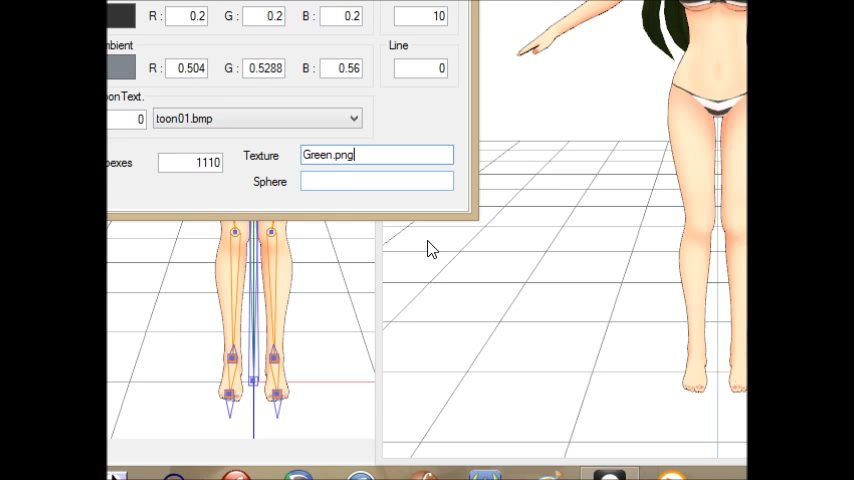 R : 0.2 G : 0.2 B : 0.2 10
Line
R : 0.504 G : 0.5288 B : 0.56 0
Text.
0 toon01.bmp
1110 Texture Green.png
Sphere